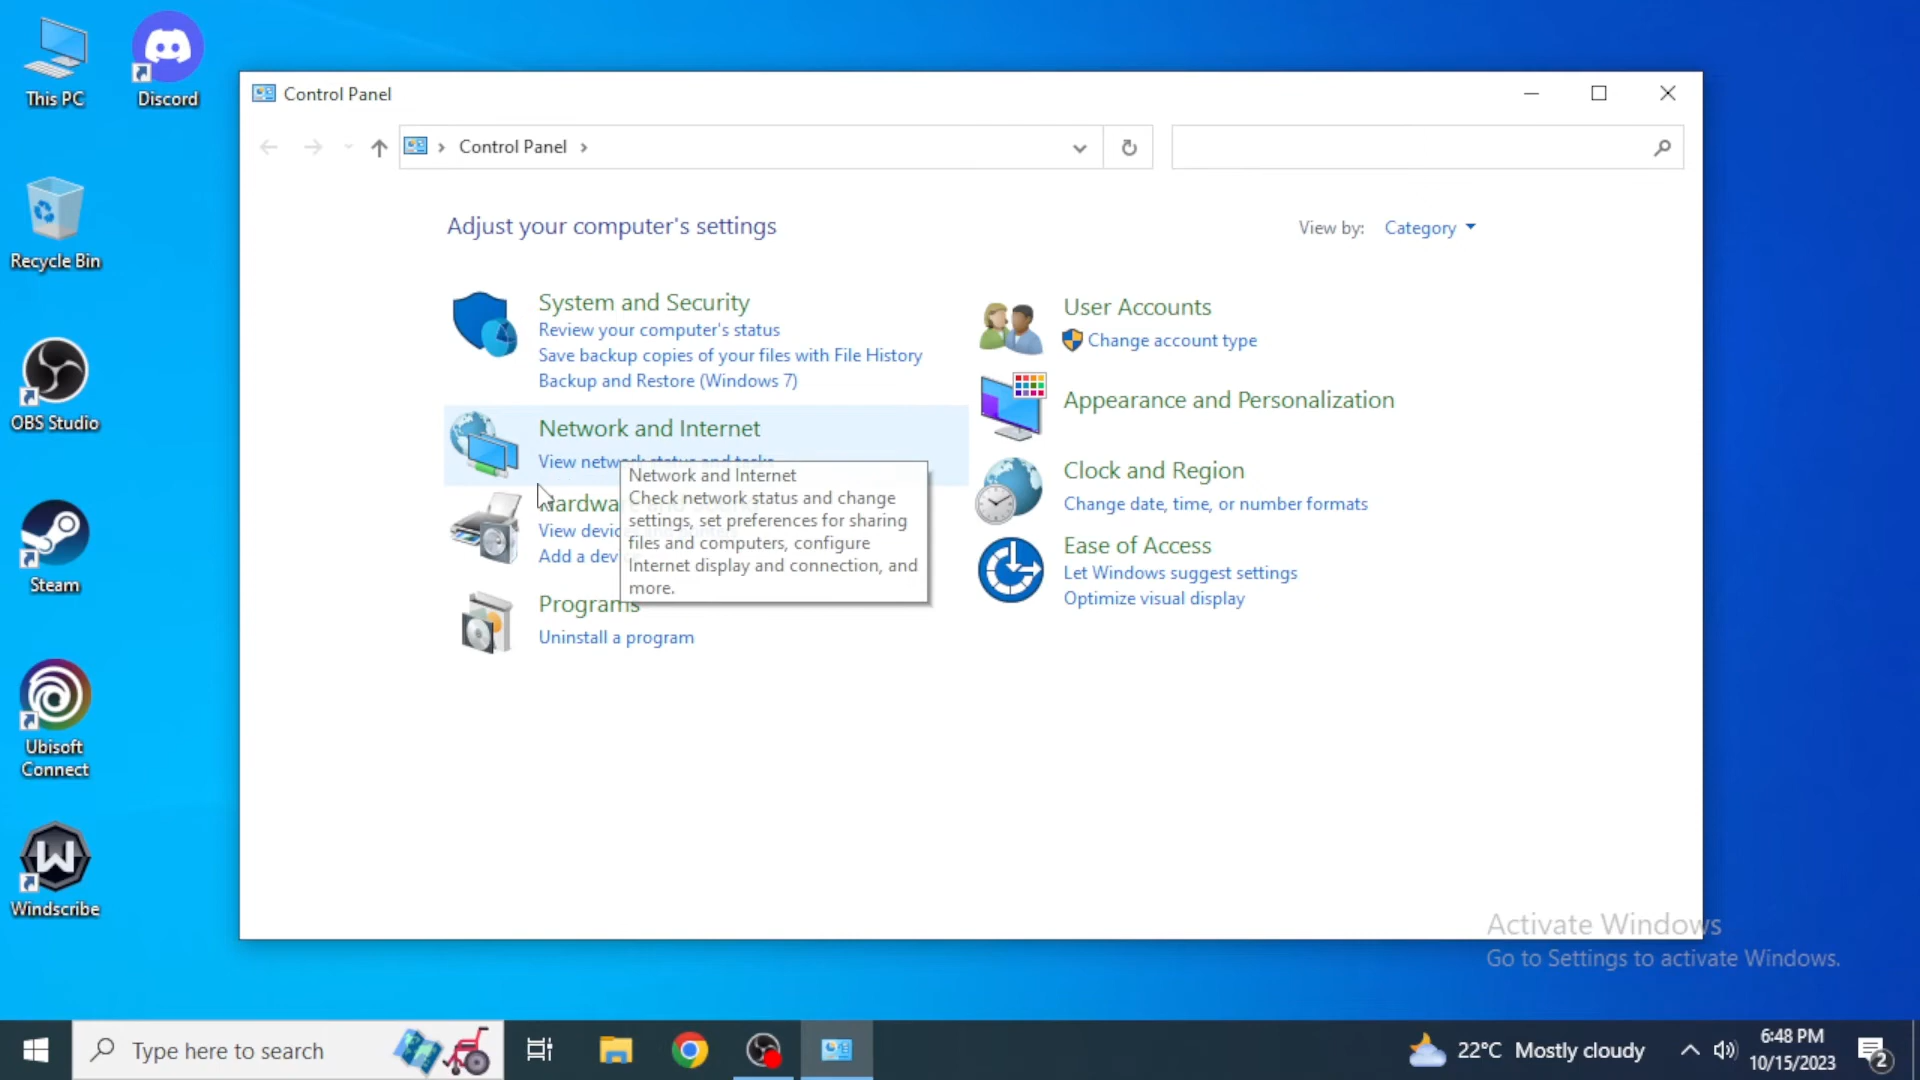 This PC
Discord
Recycle Bin
OBS Studio
Steam
Ubisoft
Connect
Windscribe
Control Panel
Control Panel
Adjust your computer's settings
View by: Category
System and Security
Review your computer's status
Save backup copies of your files with File History
Backup and Restore (Windows 7)
Network and Internet
View network status and tasks
Network and Internet
Check network status and change
settings, set preferences for sharing
files and computers, configure
Internet display and connection, and
more.
View
Add a
Programs
Uninstall a program
User Accounts
Change account type
Appearance and Personalization
Clock and Region
Change date, time, or number formats
Ease of Access
Let Windows suggest settings
Optimize visual display
Activate Windows
Go to Settings to activate Windows.
Type here to search
22°C Mostly cloudy
6:48 PM
10/15/2023
2